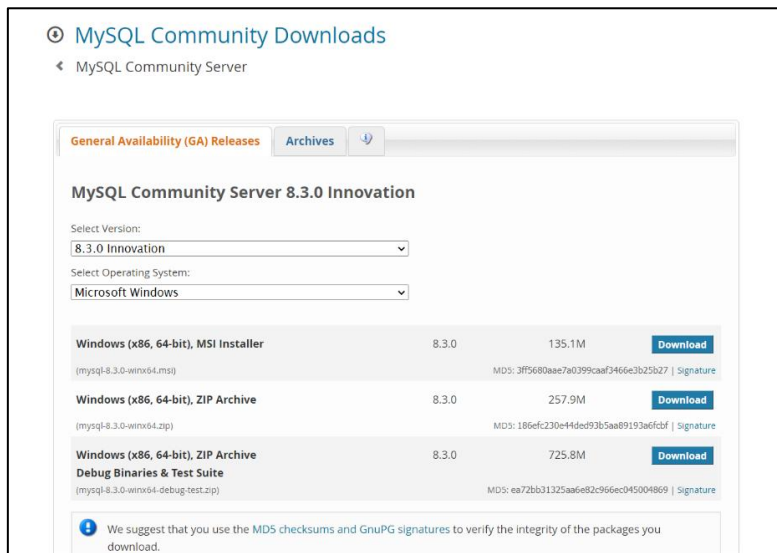 MySQL Community Downloads
MySQL Community Server
General Availability (GA) Releases Archives
MySQL Community Server 8.3.0 Innovation
Select Version:
8.3.0 Innovation
Select Operating System:
Microsoft Windows
Windows (x86, 64-bit), MSI Installer 8.3.0 135.1M Download
(mysql-8.3.0-winx64.msi) MD5: 3ff5680aae7a0399caaf3466e3b25b27 | Signature
Windows (x86, 64-bit), ZIP Archive 8.3.0 257.9M Download
(mysql-8.3.0-winx64.zip) MD5: 186efc230e44ded93b5aa89193a6fcbf | Signature
Windows (x86, 64-bit), ZIP Archive 8.3.0 725.8M Download
Debug Binaries & Test Suite
(mysql-8.3.0-winx64-debug-test.zip) MD5: ea72bb31325aa6e82c966ec045004869 | Signature
We suggest that you use the MD5 checksums and GnuPG signatures to verify the integrity of the packages you
download.